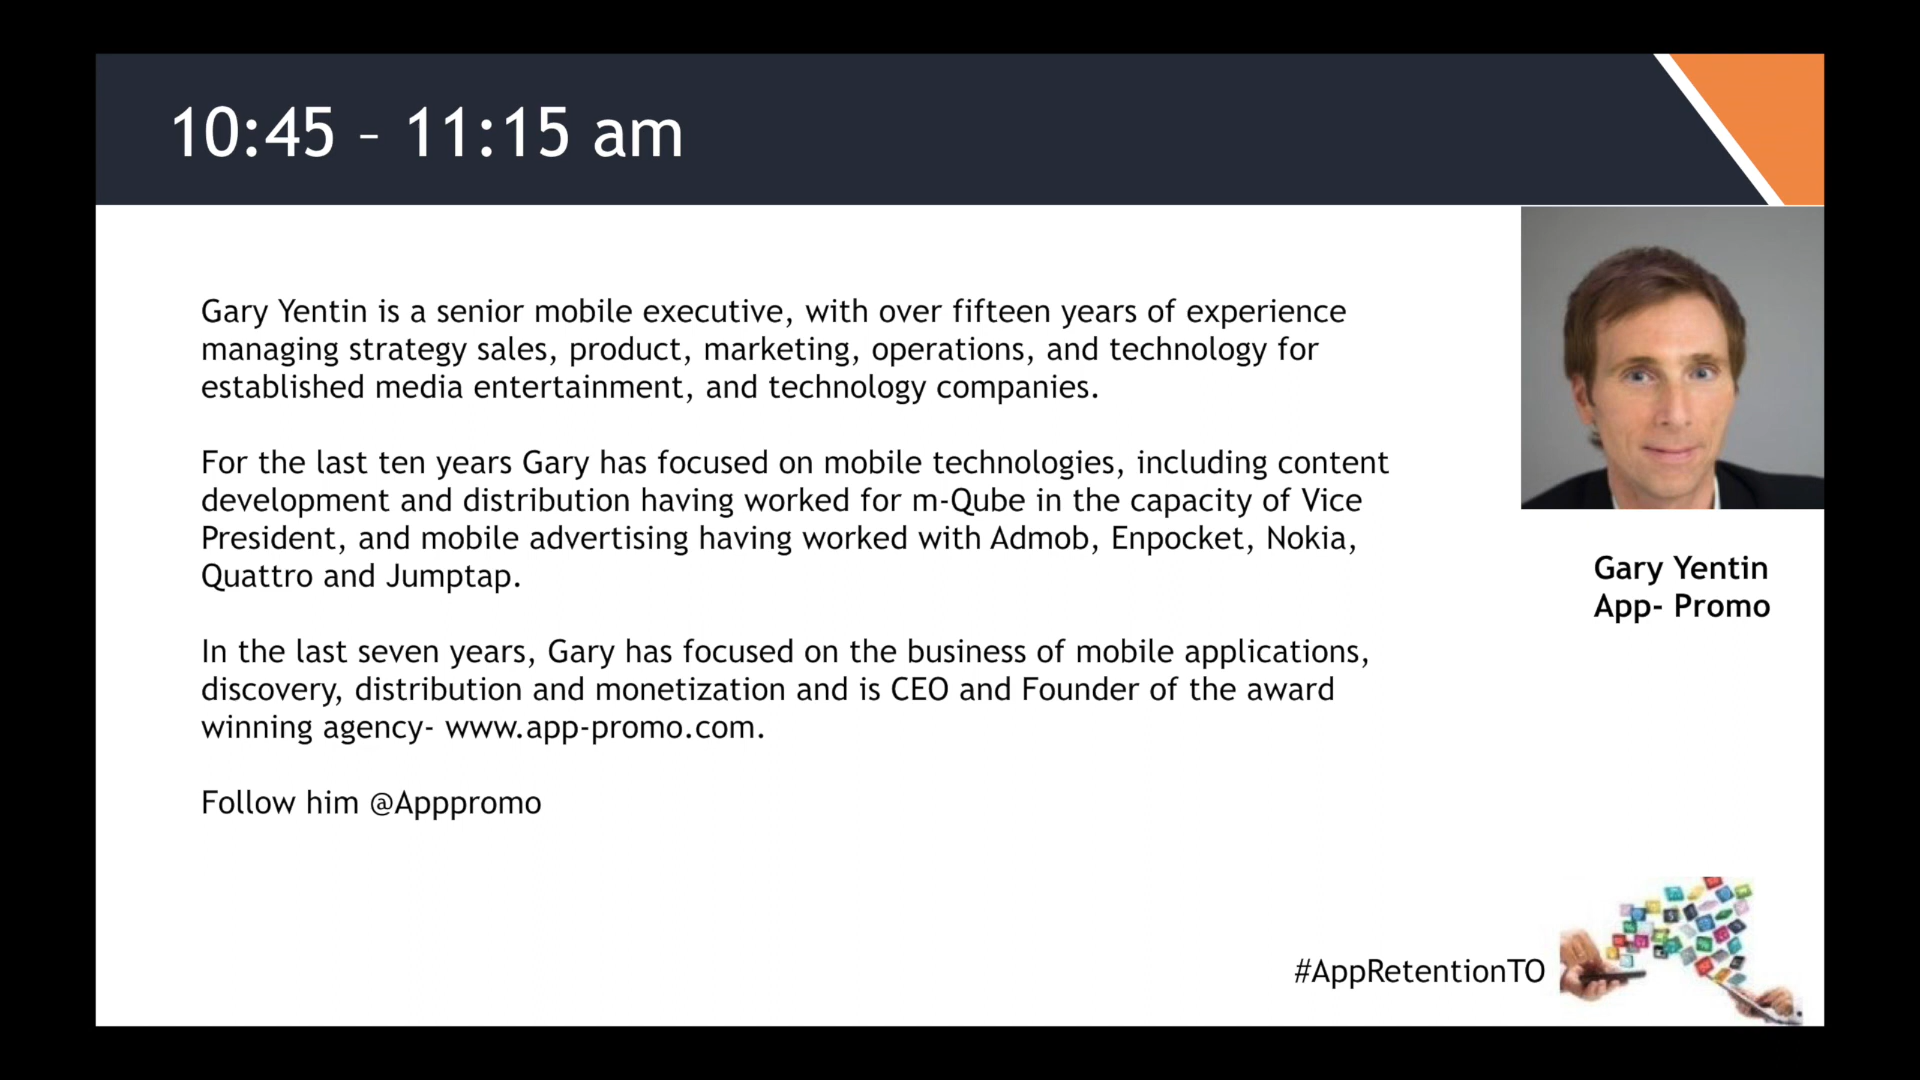 10:45 – 11:15 am
Gary Yentin is a senior mobile executive, with over fifteen years of experience
managing strategy sales, product, marketing, operations, and technology for
established media entertainment, and technology companies.
For the last ten years Gary has focused on mobile technologies, including content
development and distribution having worked for m-Qube in the capacity of Vice
President, and mobile advertising having worked with Admob, Enpocket, Nokia,
Quattro and Jumptap.
In the last seven years, Gary has focused on the business of mobile applications,
discovery, distribution and monetization and is CEO and Founder of the award
winning agency- www.app-promo.com.
Follow him @Apppromo
Gary Yentin
App- Promo
#AppRetentionTO